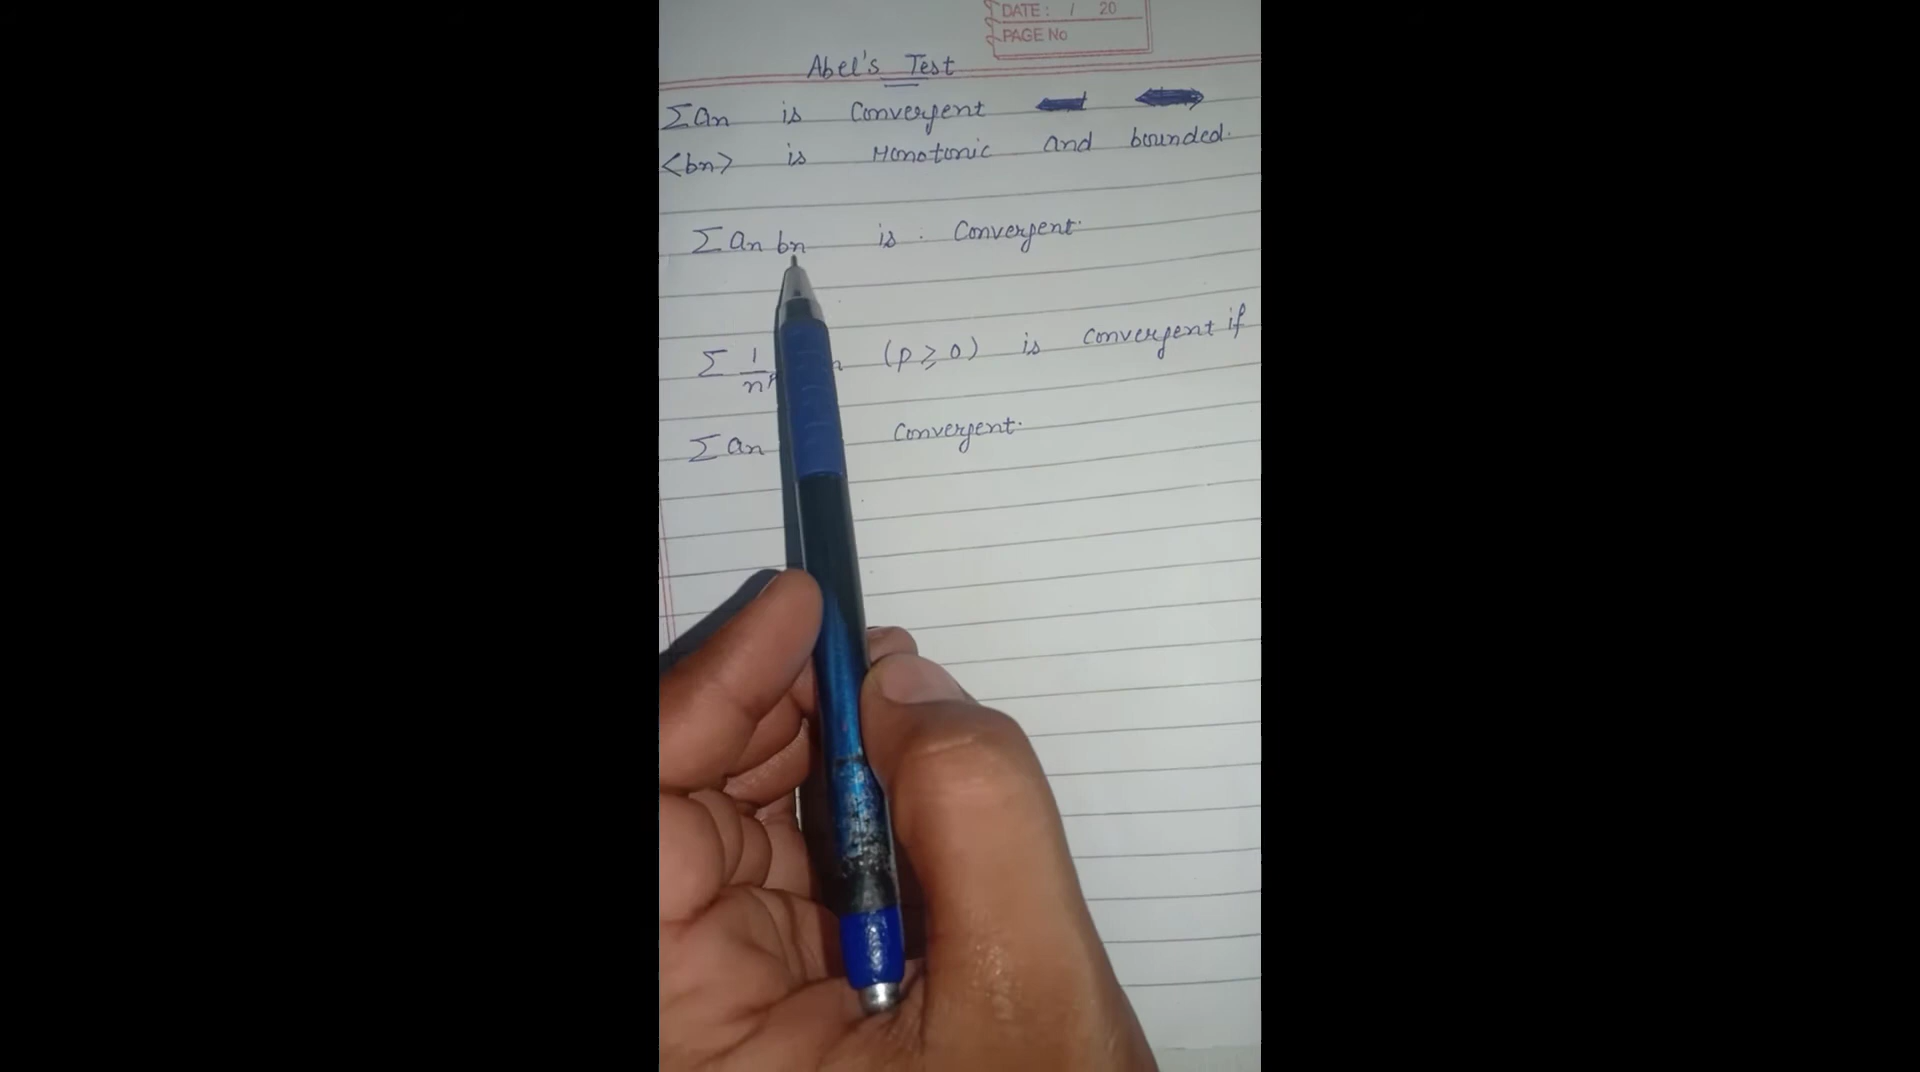 DATE: / 20
PAGE No
Abel's Test
Σan is Convergent
<bn> is Monotonic and bounded.
Σan bn is Convergent.
Σ 1/n^p n (p ≥ 0) is convergent if
Σan Convergent.